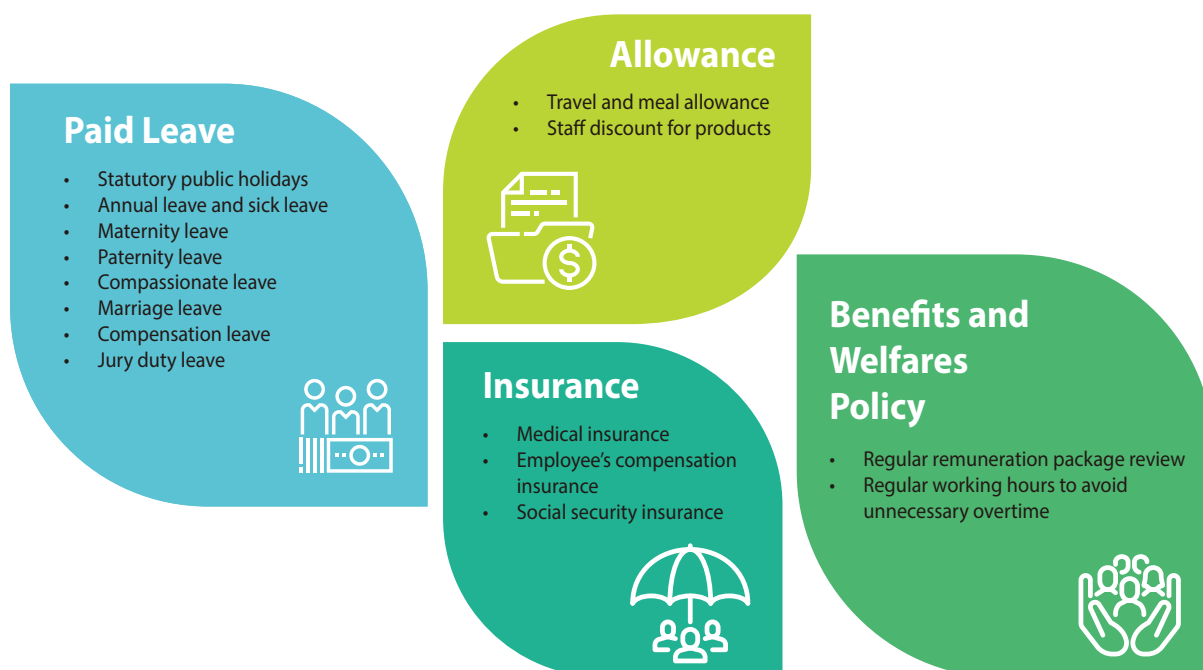 Paid Leave
• Statutory public holidays
• Annual leave and sick leave
• Maternity leave
• Paternity leave
• Compassionate leave
• Marriage leave
• Compensation leave
• Jury duty leave
Allowance
• Travel and meal allowance
• Staff discount for products
$
Insurance
• Medical insurance
• Employee's compensation
insurance
• Social security insurance
Benefits and
Welfares
Policy
• Regular remuneration package review
• Regular working hours to avoid
unnecessary overtime